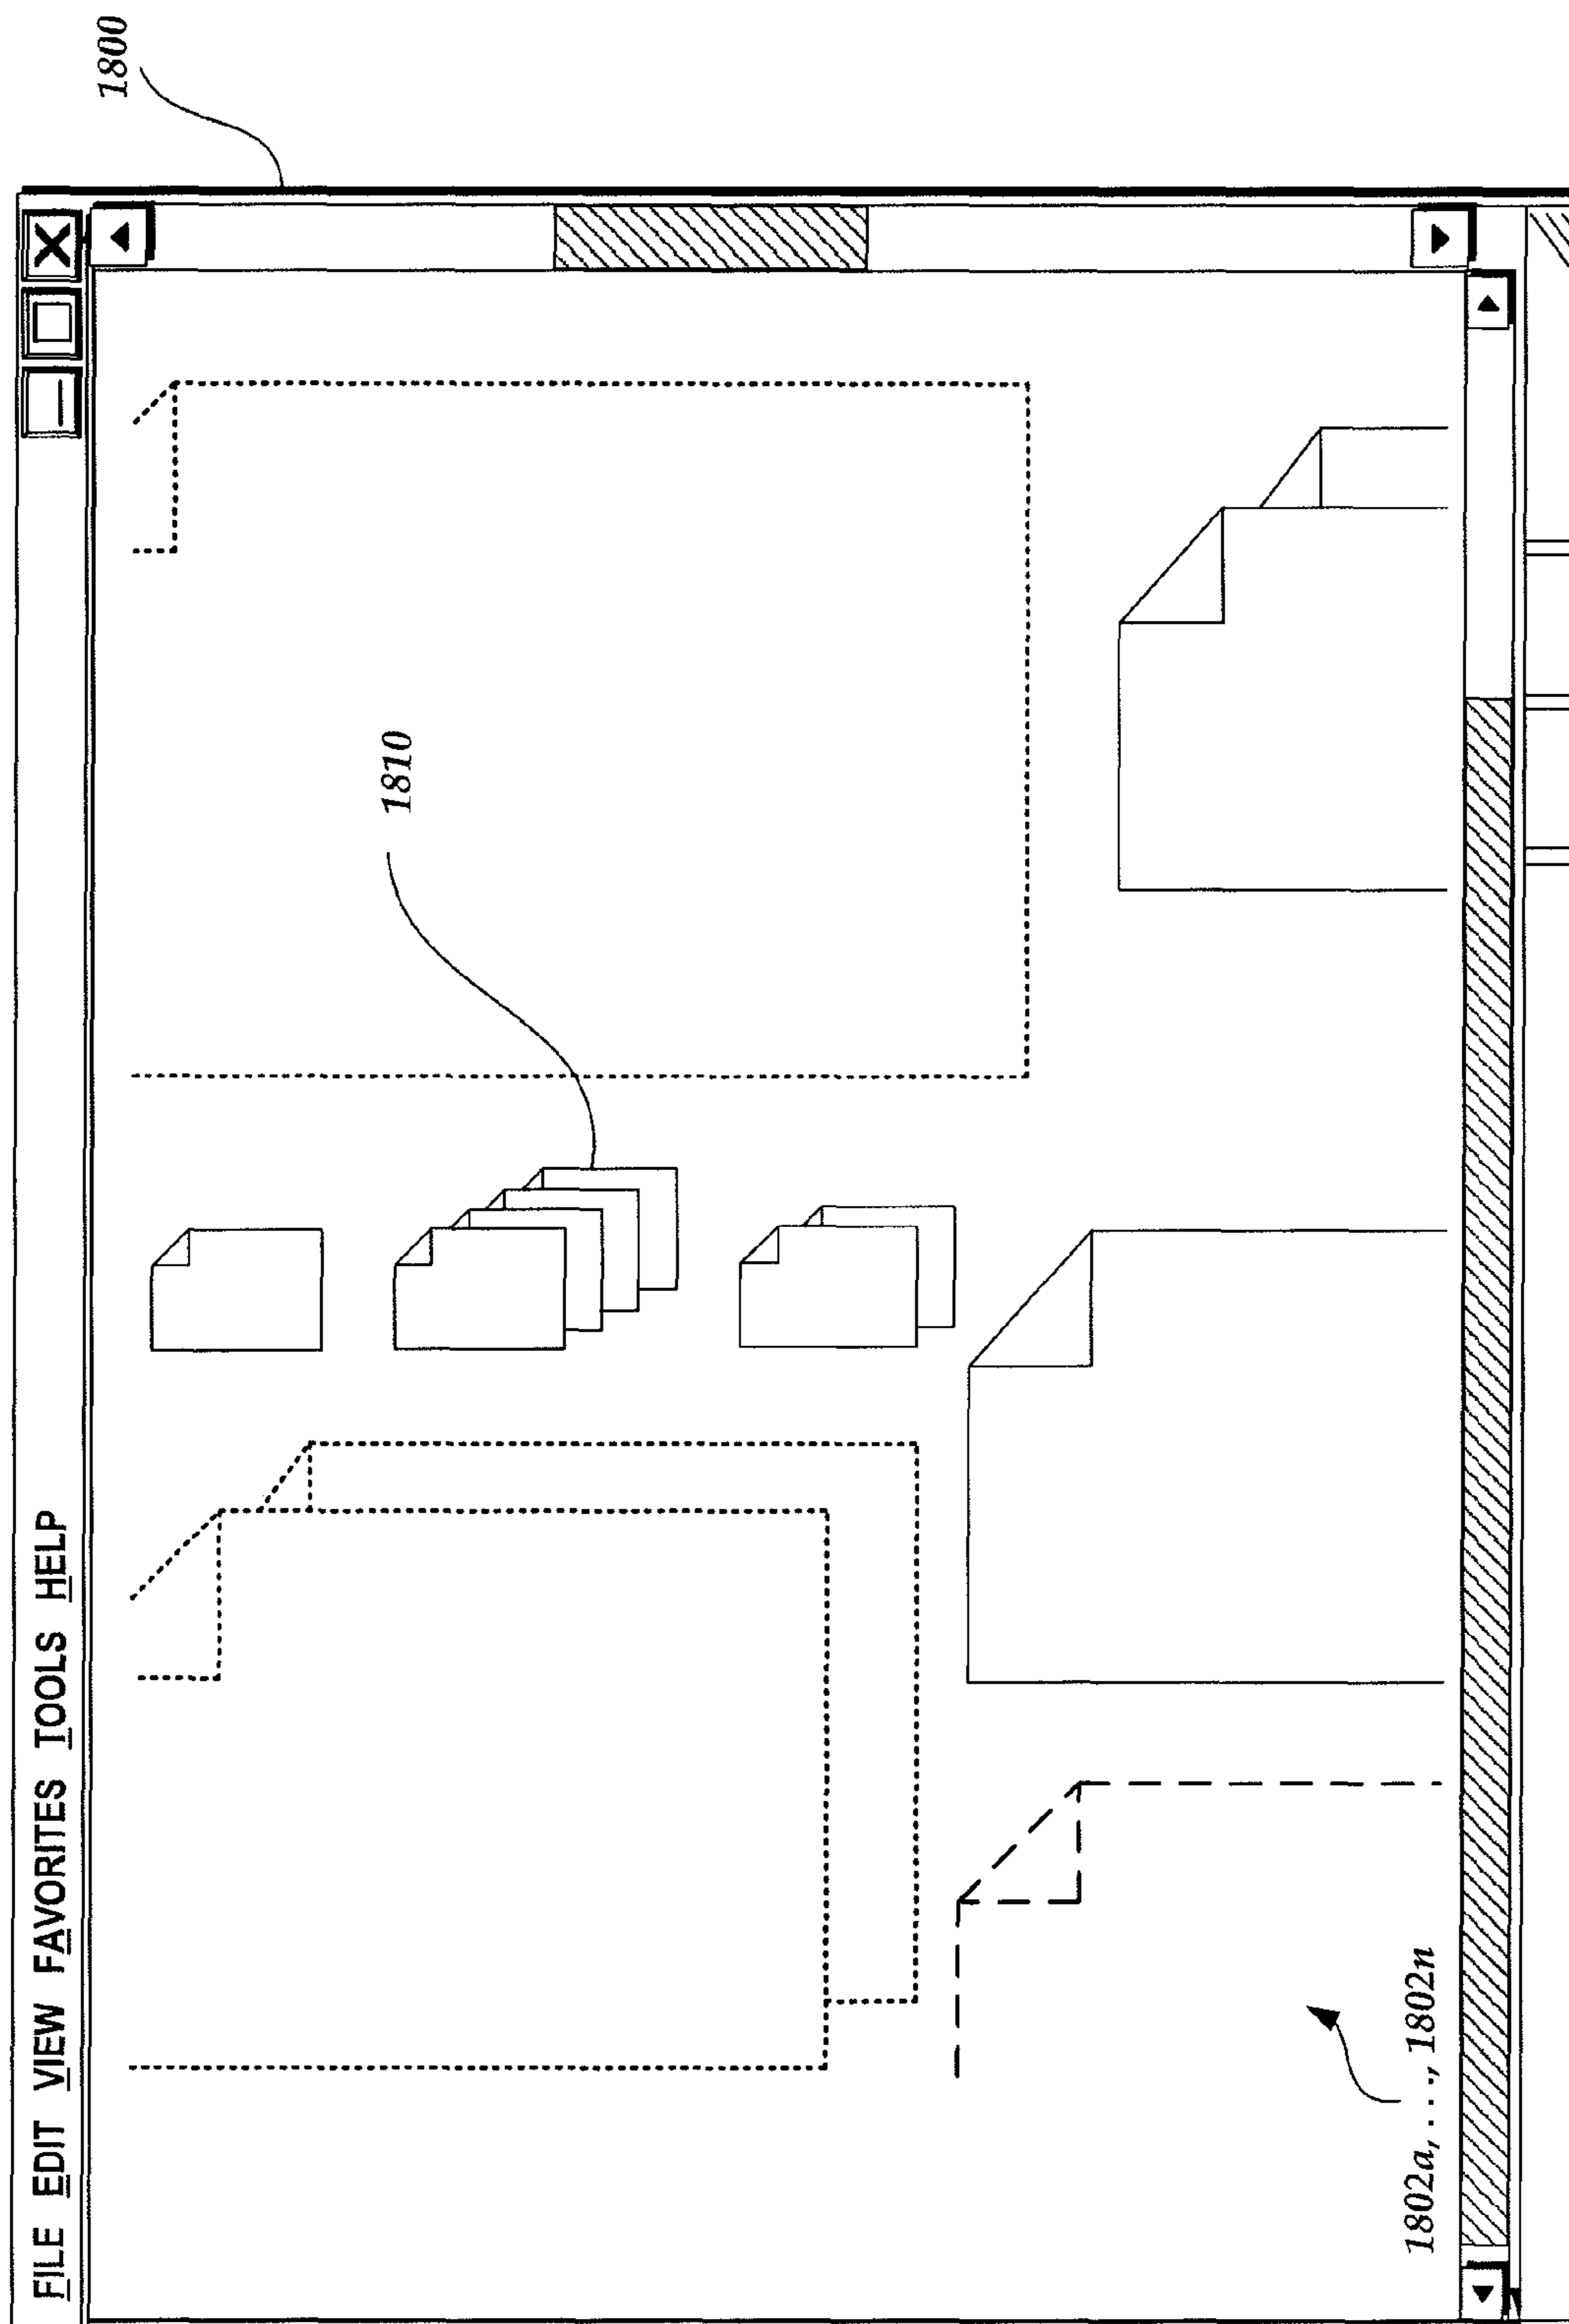 1800
FILE EDIT VIEW FAVORITES TOOLS HELP
1810
1802a, . . ., 1802n